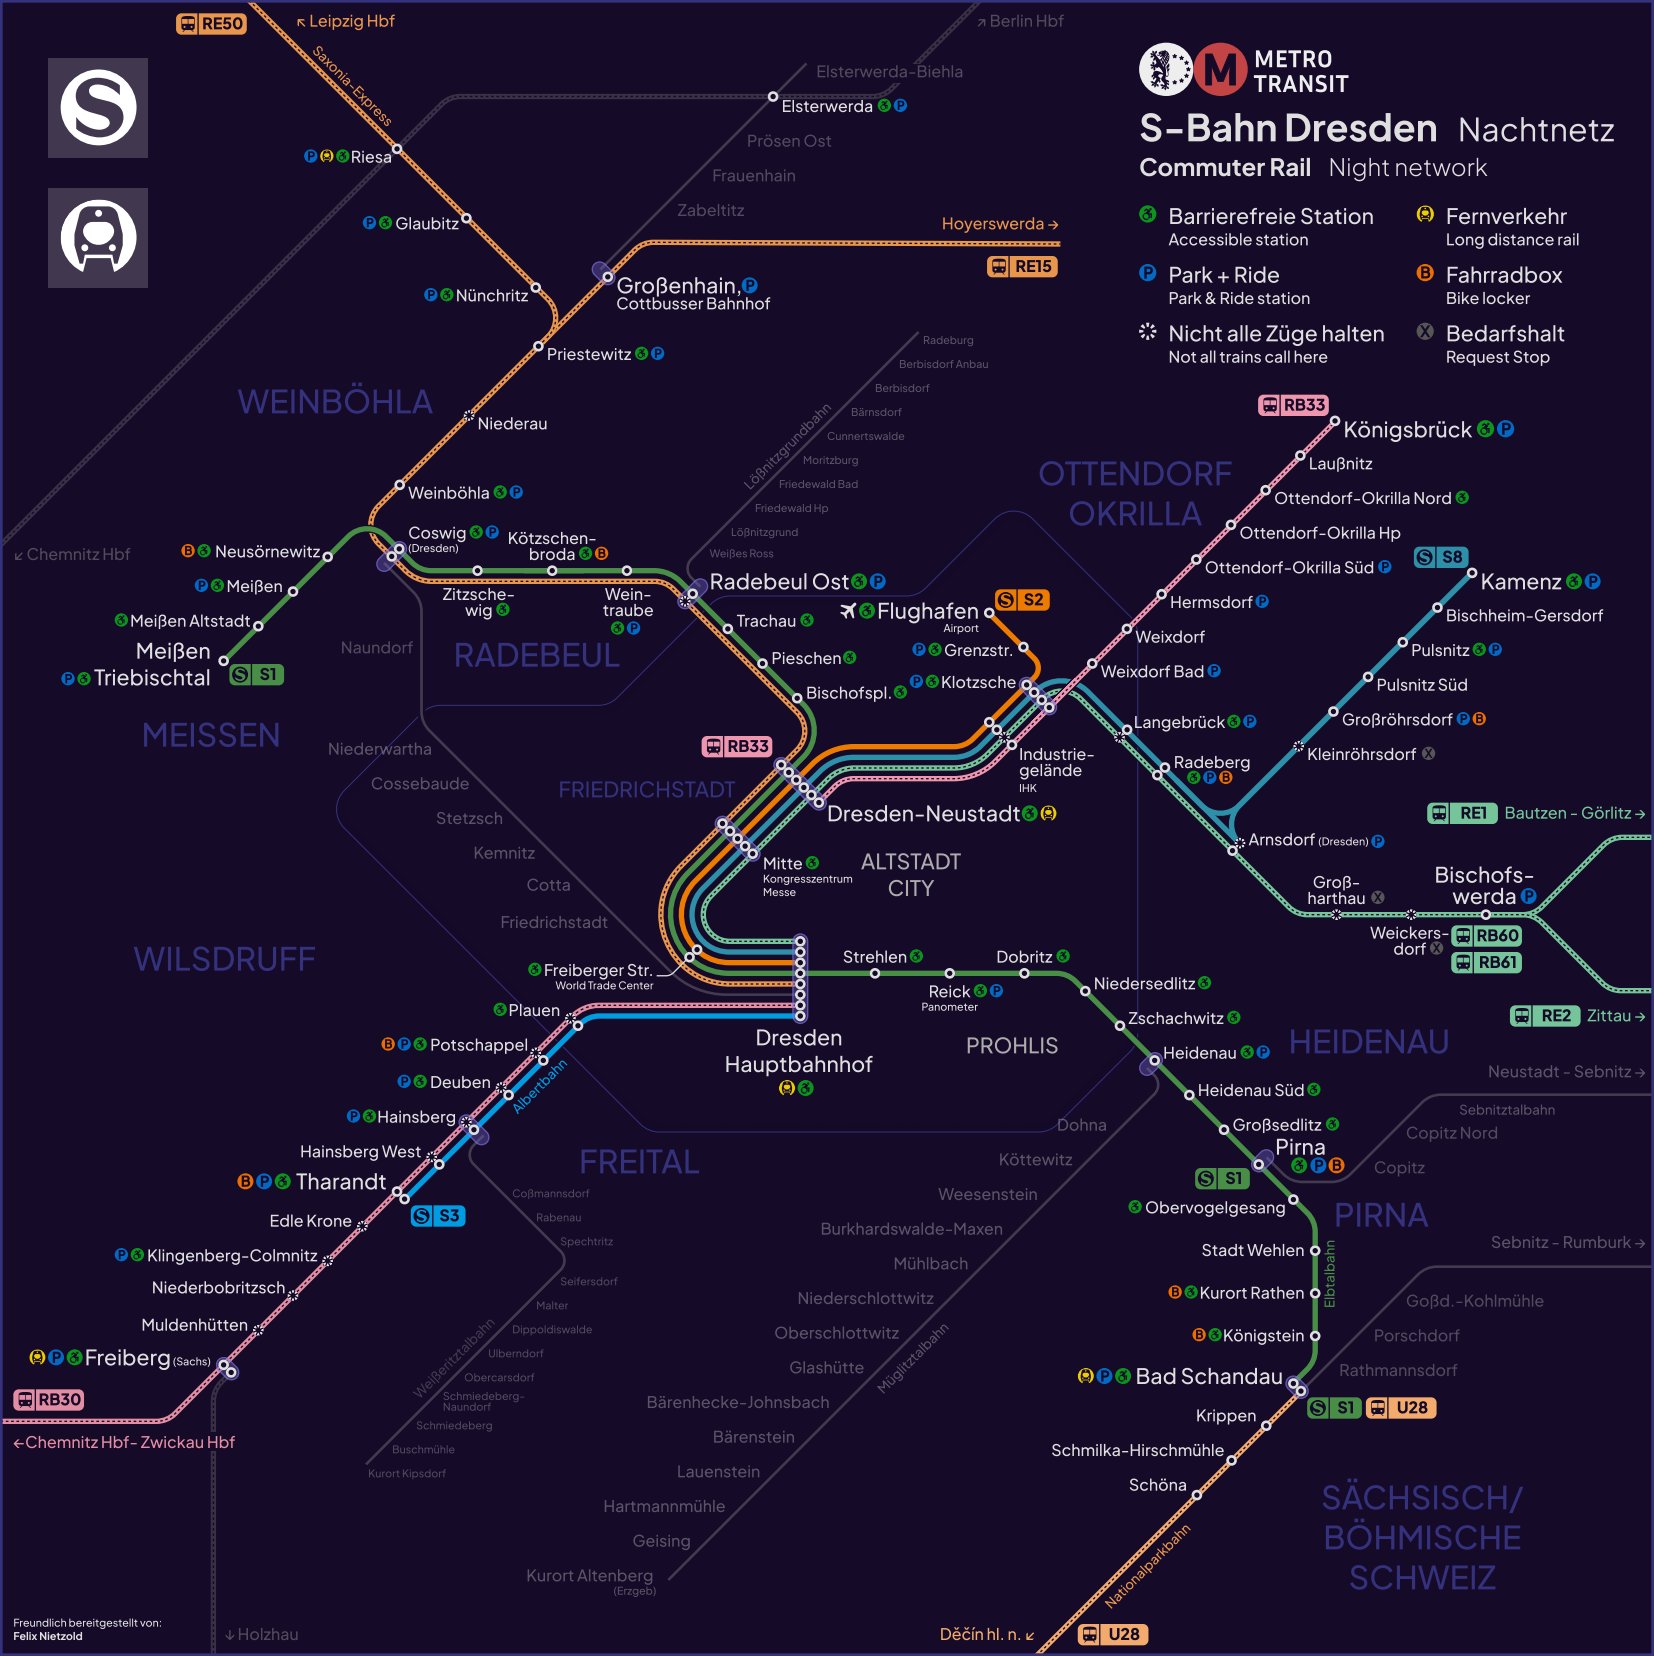 RE50
↖ Leipzig Hbf
Saxonia-Express
↗ Berlin Hbf
Elsterwerda-Biehla
Elsterwerda
Prösen Ost
Frauenhain
Zabeltitz
METRO
TRANSIT
S-Bahn Dresden Nachtnetz
Commuter Rail Night network
Barrierefreie Station
Accessible station
Fernverkehr
Long distance rail
Park + Ride
Park & Ride station
Fahrradbox
Bike locker
Nicht alle Züge halten
Not all trains call here
Bedarfshalt
Request Stop
Riesa
Glaubitz
Nünchritz
Hoyerswerda →
RE15
Großenhain,
Cottbusser Bahnhof
Priestewitz
Niederau
WEINBÖHLA
Weinböhla
Radeburg
Berbisdorf Anbau
Berbisdorf
Bärnsdorf
Cunnertswalde
Moritzburg
Friedewald Bad
Friedewald Hp
Lößnitzgrund
Weißes Ross
Lößnitzgrundbahn
RB33
Königsbrück
Laußnitz
Ottendorf-Okrilla Nord
Ottendorf-Okrilla Hp
Ottendorf-Okrilla Süd
Hermsdorf
Weixdorf
Weixdorf Bad
OTTENDORF
OKRILLA
S8
Kamenz
Bischheim-Gersdorf
Pulsnitz
Pulsnitz Süd
Großröhrsdorf
Kleinröhrsdorf
↙ Chemnitz Hbf
Neusörnewitz
Meißen
Meißen Altstadt
Meißen
Triebischtal
S1
MEISSEN
Coswig
(Dresden)
Kötzschen-
broda
Zitzsche-
wig
Wein-
traube
RADEBEUL
Radebeul Ost
Trachau
Pieschen
Bischofspl.
Flughafen
Airport
S2
Grenzstr.
Klotzsche
Langebrück
Radeberg
Industrie-
gelände
IHK
RB33
Dresden-Neustadt
FRIEDRICHSTADT
Mitte
Kongresszentrum
Messe
ALTSTADT
CITY
Naundorf
Niederwartha
Cossebaude
Stetzsch
Kemnitz
Cotta
Friedrichstadt
WILSDRUFF
Freiberger Str.
World Trade Center
RE1
Bautzen - Görlitz →
Arnsdorf (Dresden)
Groß-
harthau
Weickers-
dorf
Bischofs-
werda
RB60
RB61
RE2
Zittau →
Strehlen
Reick
Panometer
Dobritz
Niedersedlitz
Zschachwitz
Heidenau
Heidenau Süd
Großsedlitz
Pirna
S1
HEIDENAU
PROHLIS
Neustadt - Sebnitz →
Sebnitztalbahn
Copitz Nord
Copitz
PIRNA
Dresden
Hauptbahnhof
Plauen
Potschappel
Deuben
Hainsberg
Hainsberg West
Tharandt
Albertbahn
S3
FREITAL
Edle Krone
Klingenberg-Colmnitz
Niederbobritzsch
Muldenhütten
Freiberg (Sachs)
RB30
←Chemnitz Hbf- Zwickau Hbf
↓ Holzhau
Coßmannsdorf
Rabenau
Spechtritz
Seifersdorf
Malter
Dippoldiswalde
Ulberndorf
Obercarsdorf
Schmiedeberg-
Naundorf
Schmiedeberg
Buschmühle
Kurort Kipsdorf
Weißeritztalbahn
Dohna
Köttewitz
Weesenstein
Burkhardswalde-Maxen
Mühlbach
Niederschlottwitz
Oberschlottwitz
Glashütte
Bärenhecke-Johnsbach
Bärenstein
Lauenstein
Hartmannmühle
Geising
Kurort Altenberg
(Erzgeb)
Müglitztalbahn
Obervogelgesang
Stadt Wehlen
Kurort Rathen
Königstein
Elbtalbahn
Bad Schandau
S1
U28
Sebnitz - Rumburk →
Goßd.-Kohlmühle
Porschdorf
Rathmannsdorf
Krippen
Schmilka-Hirschmühle
Schöna
Nationalparkbahn
SÄCHSISCH/
BÖHMISCHE
SCHWEIZ
Děčín hl. n. ↙
U28
Freundlich bereitgestellt von:
Felix Nietzold